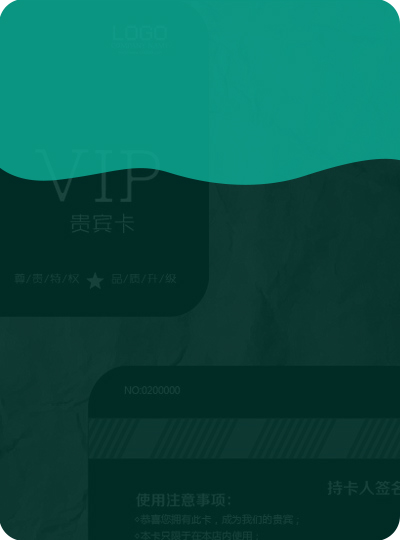 LOGO
VIP
贵宾卡
尊/贵/特/权 ★ 品/质/升/级
NO:0200000
持卡人签名
使用注意事项：
○恭喜您拥有此卡，成为我们的贵宾；
○本卡只限于在本店内使用；